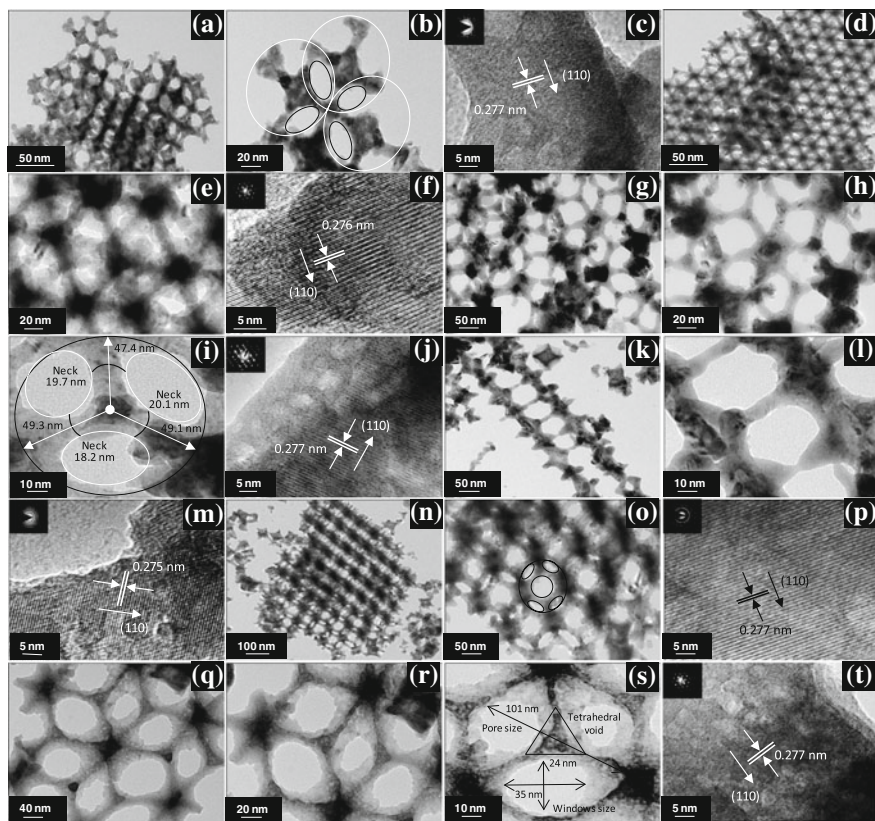 (a)
50 nm
(b)
20 nm
(c)
(110)
0.277 nm
5 nm
(d)
50 nm
(e)
20 nm
(f)
0.276 nm
(110)
5 nm
(g)
50 nm
(h)
20 nm
(i)
47.4 nm
Neck
19.7 nm
Neck
20.1 nm
49.3 nm
49.1 nm
Neck
18.2 nm
10 nm
(j)
(110)
0.277 nm
5 nm
(k)
50 nm
(l)
10 nm
(m)
0.275 nm
(110)
5 nm
(n)
100 nm
(o)
50 nm
(p)
(110)
0.277 nm
5 nm
(q)
40 nm
(r)
20 nm
(s)
101 nm
Pore size
Tetrahedral
void
24 nm
35 nm
Windows size
10 nm
(t)
0.277 nm
(110)
5 nm